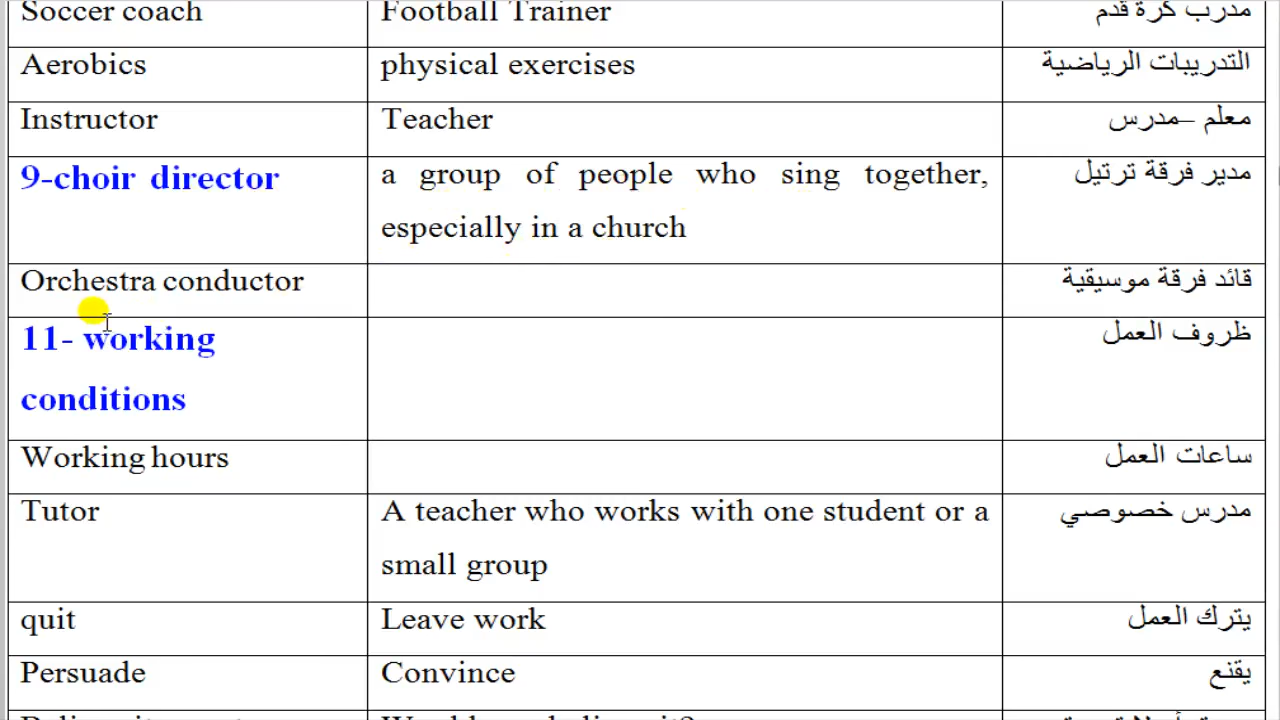 Soccer coach Football Trainer مدرب كرة قدم
Aerobics physical exercises التدريبات الرياضية
Instructor Teacher معلم –مدرس
9-choir director a group of people who sing together, مدير فرقة ترتيل
especially in a church
Orchestra conductor قائد فرقة موسيقية
11- working ظروف العمل
conditions
Working hours ساعات العمل
Tutor A teacher who works with one student or a مدرس خصوصي
small group
quit Leave work يترك العمل
Persuade Convince يقنع